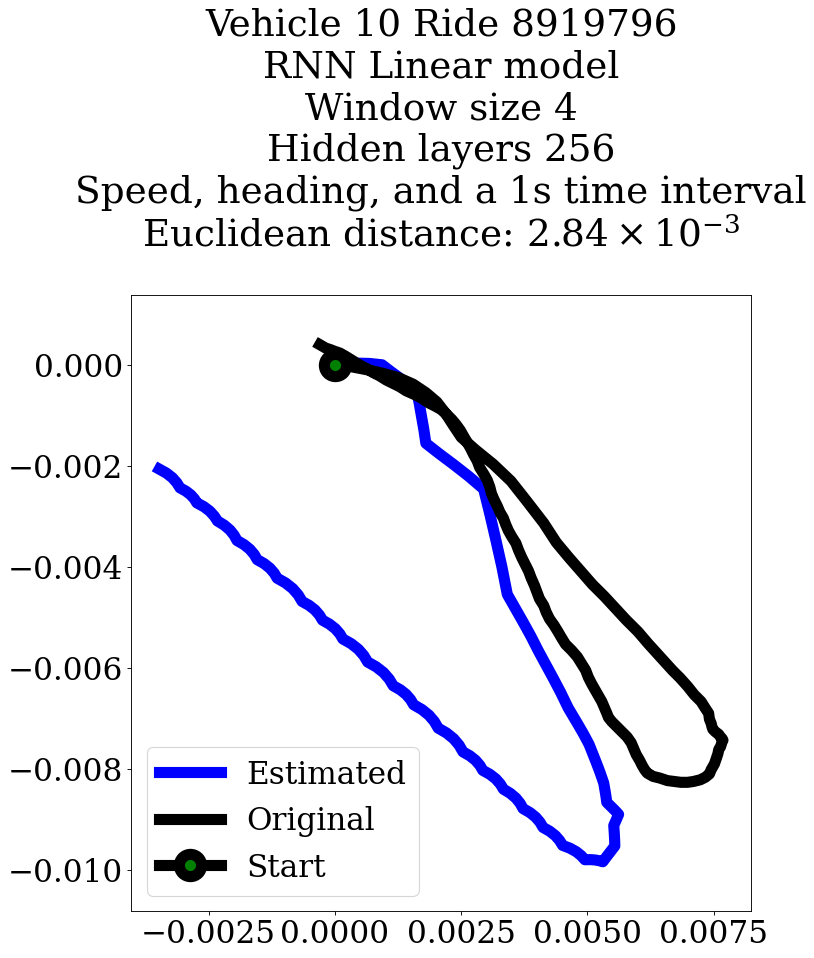 Vehicle 10 Ride 8919796
RNN Linear model
Window size 4
Hidden layers 256
Speed, heading, and a 1s time interval
Euclidean distance: 2.84 × 10⁻³
0.000
−0.002
−0.004
−0.006
−0.008
−0.010
Estimated
Original
Start
−0.0025 0.0000 0.0025 0.0050 0.0075